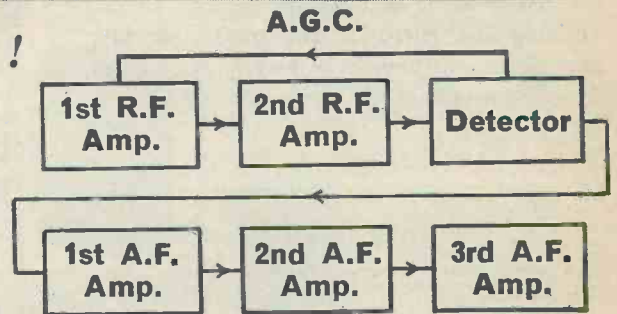 A.G.C.
!
1st R.F.
Amp.
2nd R.F.
Amp.
Detector
1st A.F.
Amp.
2nd A.F.
Amp.
3rd A.F.
Amp.